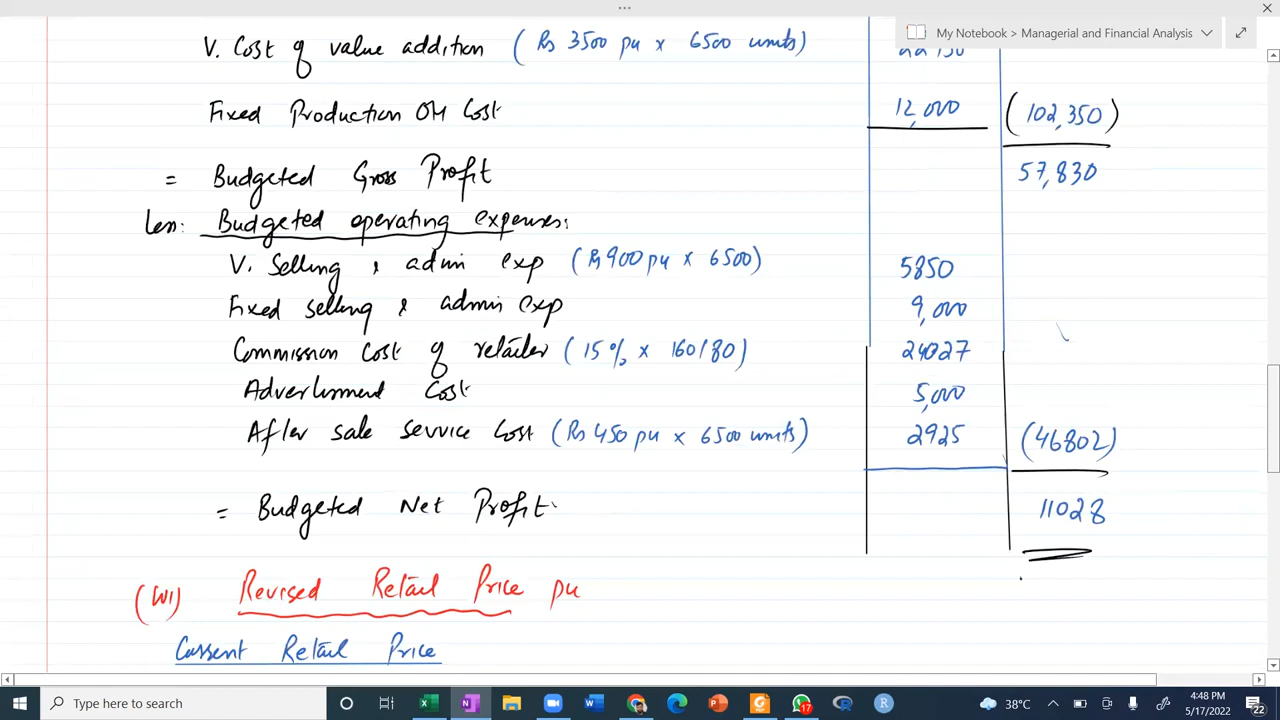 My Notebook > Managerial and Financial Analysis
V. Cost of value addition (Rs 3500 pu x 6500 units) 22750
Fixed Production OH Cost 12,000 (102,350)
= Budgeted Gross Profit 57,830
Less: Budgeted operating expenses:
V. Selling & admin exp (Rs 900 pu x 6500) 5850
Fixed selling & admin exp 9,000
Commission Cost of retailer (15% x 160180) 24027
Advertisment Cost 5,000
After sale service Cost (Rs 450 pu x 6500 units) 2925 (46802)
= Budgeted Net Profit 11028
(W1) Revised Retail Price pu
Current Retail Price
Type here to search
17
38°C
4:48 PM
5/17/2022
22